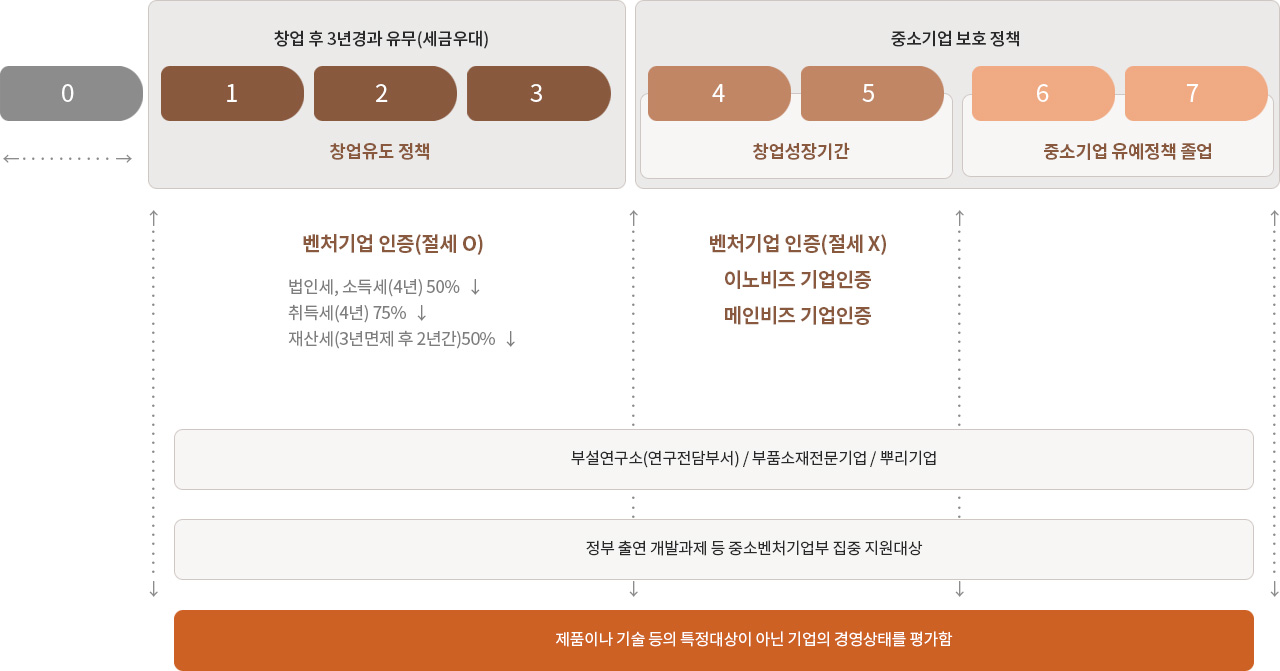 창업 후 3년경과 유무(세금우대)
중소기업 보호 정책
0
1
2
3
4
5
6
7
←··········→
창업유도 정책
창업성장기간
중소기업 유예정책 졸업
벤처기업 인증(절세 O)
법인세, 소득세(4년) 50% ↓
취득세(4년) 75% ↓
재산세(3년면제 후 2년간)50% ↓
벤처기업 인증(절세 X)
이노비즈 기업인증
메인비즈 기업인증
부설연구소(연구전담부서) / 부품소재전문기업 / 뿌리기업
정부 출연 개발과제 등 중소벤처기업부 집중 지원대상
제품이나 기술 등의 특정대상이 아닌 기업의 경영상태를 평가함